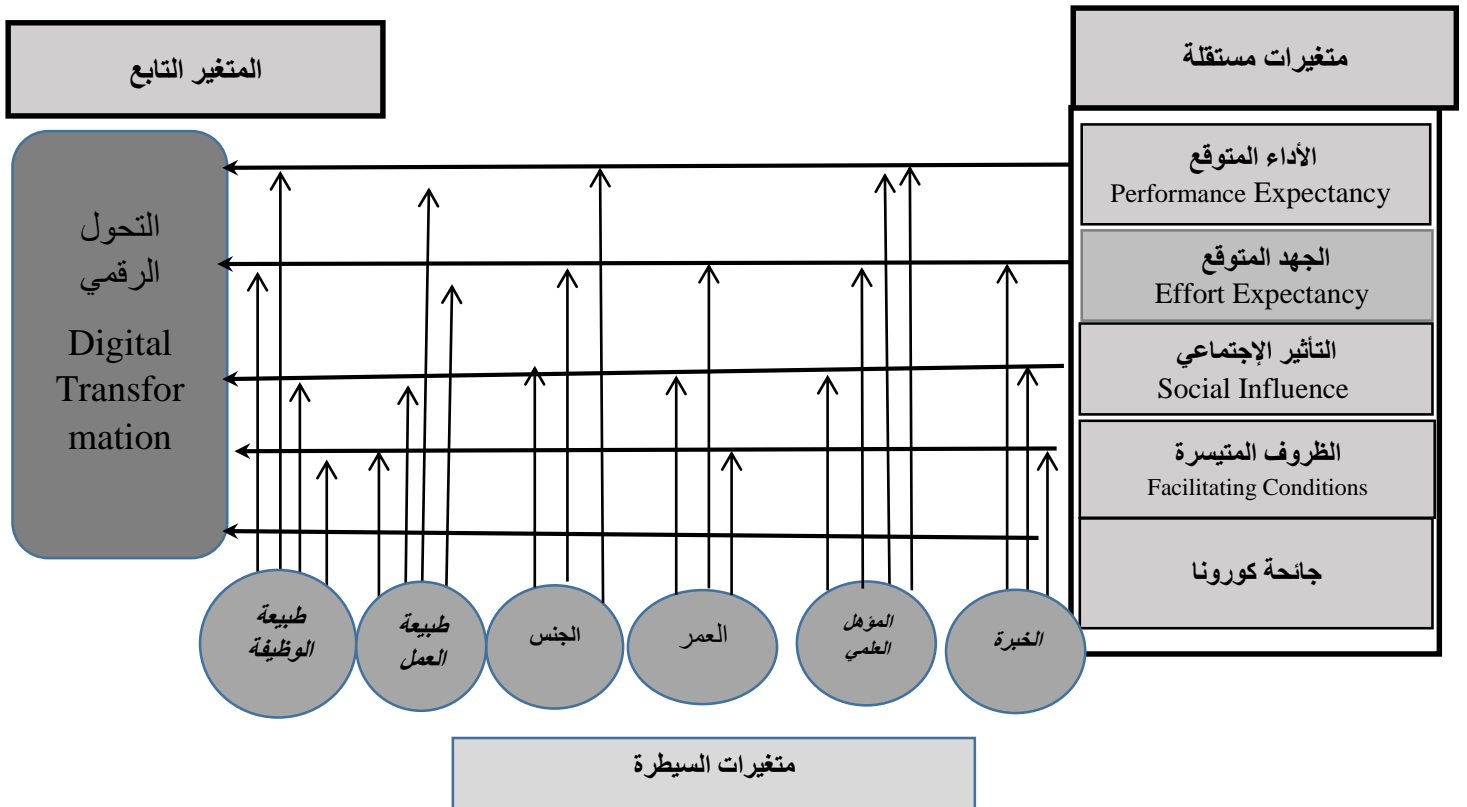 متغيرات مستقلة
المتغير التابع
الأداء المتوقع
Performance Expectancy
الجهد المتوقع
Effort Expectancy
التأثير الإجتماعي
Social Influence
الظروف المتيسرة
Facilitating Conditions
جائحة كورونا
التحول
الرقمي
Digital
Transfor
mation
الخبرة
المؤهل
العلمي
العمر
الجنس
طبيعة
العمل
طبيعة
الوظيفة
متغيرات السيطرة